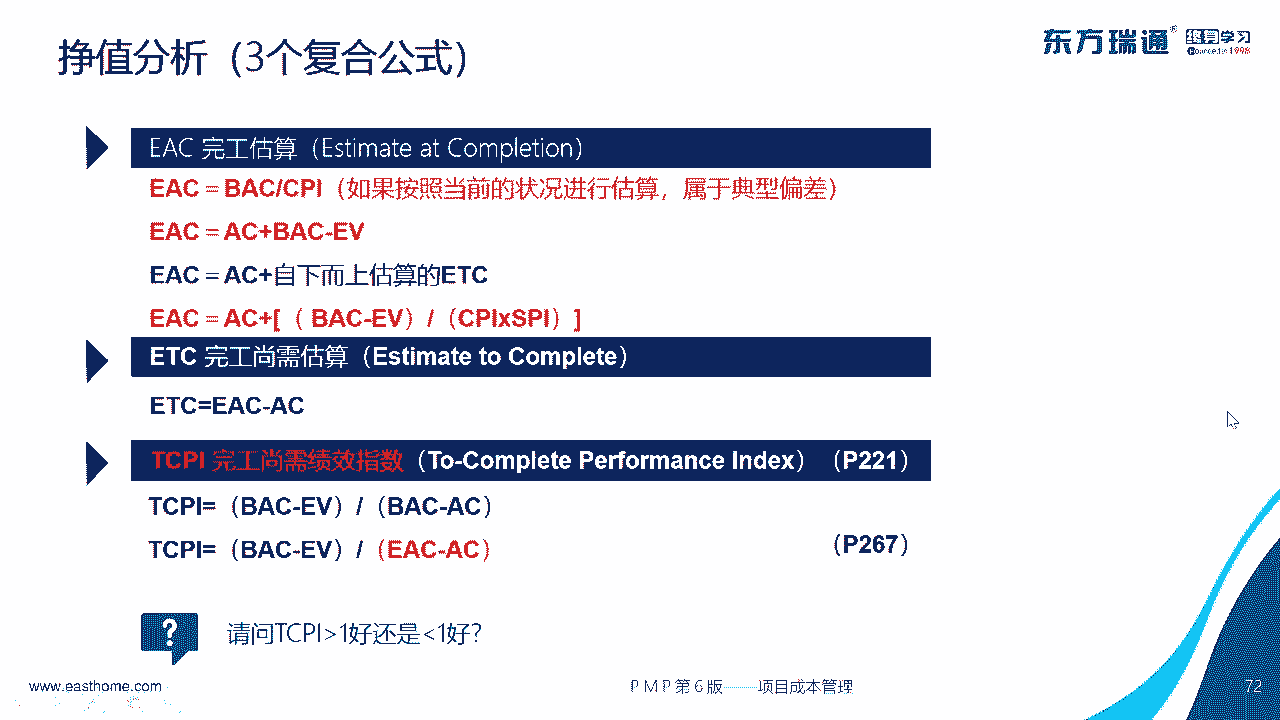 挣值分析（3个复合公式）
东方瑞通® 终身学习
Founded in 1998
EAC 完工估算（Estimate at Completion）
EAC＝BAC/CPI（如果按照当前的状况进行估算，属于典型偏差）
EAC＝AC+BAC-EV
EAC＝AC+自下而上估算的ETC
EAC＝AC+[（ BAC-EV）/（CPIxSPI）]
ETC 完工尚需估算（Estimate to Complete）
ETC=EAC-AC
TCPI 完工尚需绩效指数（To-Complete Performance Index）（P221）
TCPI=（BAC-EV）/（BAC-AC）
TCPI=（BAC-EV）/（EAC-AC） （P267）
?
请问TCPI>1好还是<1好?
www.easthome.com
PMP第6版——项目成本管理
72